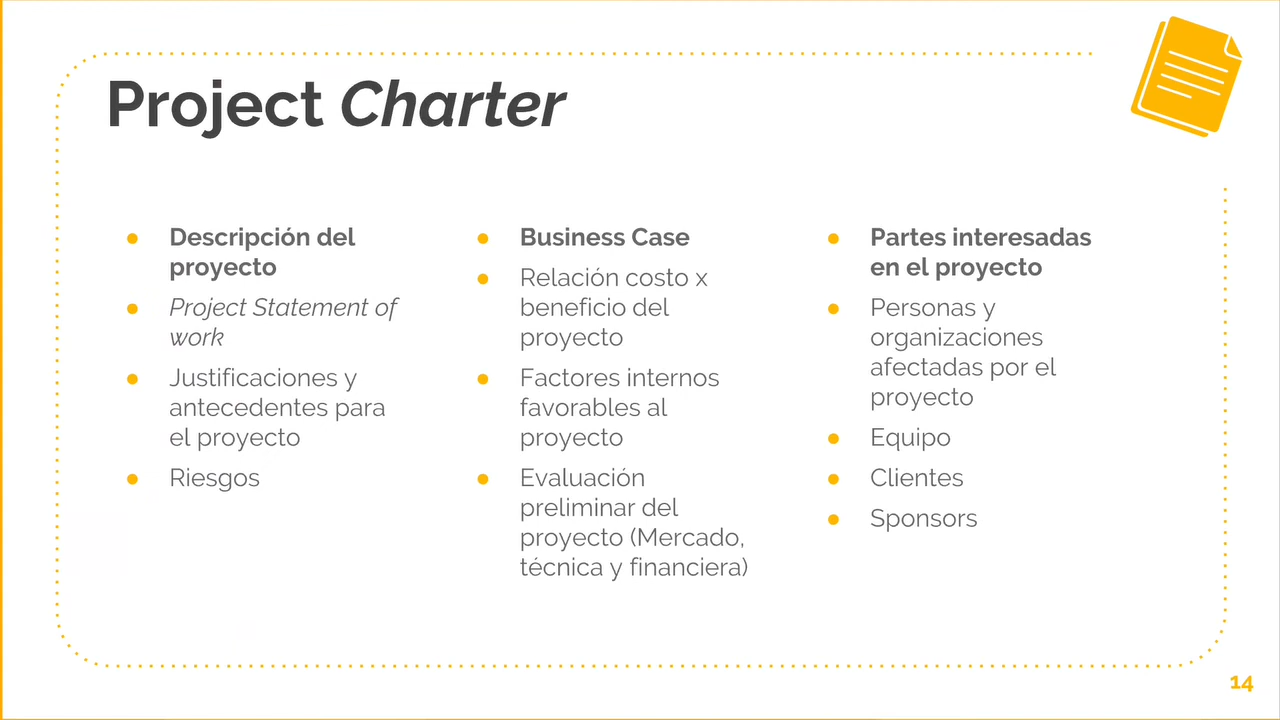 Project Charter
Descripción del
proyecto
Project Statement of
work
Justificaciones y
antecedentes para
el proyecto
Riesgos
Business Case
Relación costo x
beneficio del
proyecto
Factores internos
favorables al
proyecto
Evaluación
preliminar del
proyecto (Mercado,
técnica y financiera)
Partes interesadas
en el proyecto
Personas y
organizaciones
afectadas por el
proyecto
Equipo
Clientes
Sponsors
14